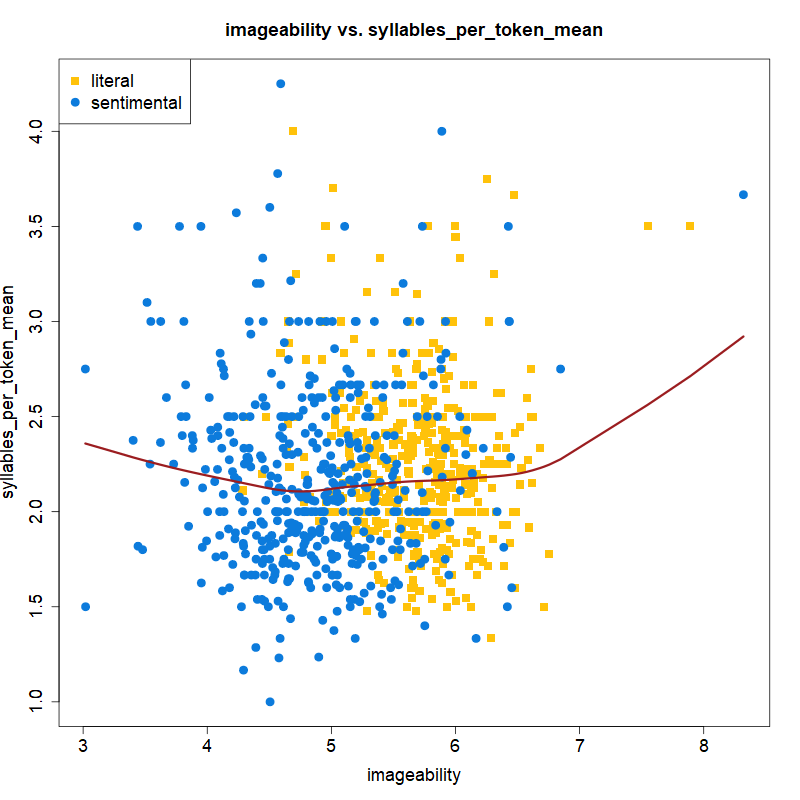 imageability vs. syllables_per_token_mean
literal
sentimental
syllables_per_token_mean
4.0
3.5
3.0
2.5
2.0
1.5
1.0
3 4 5 6 7 8
imageability